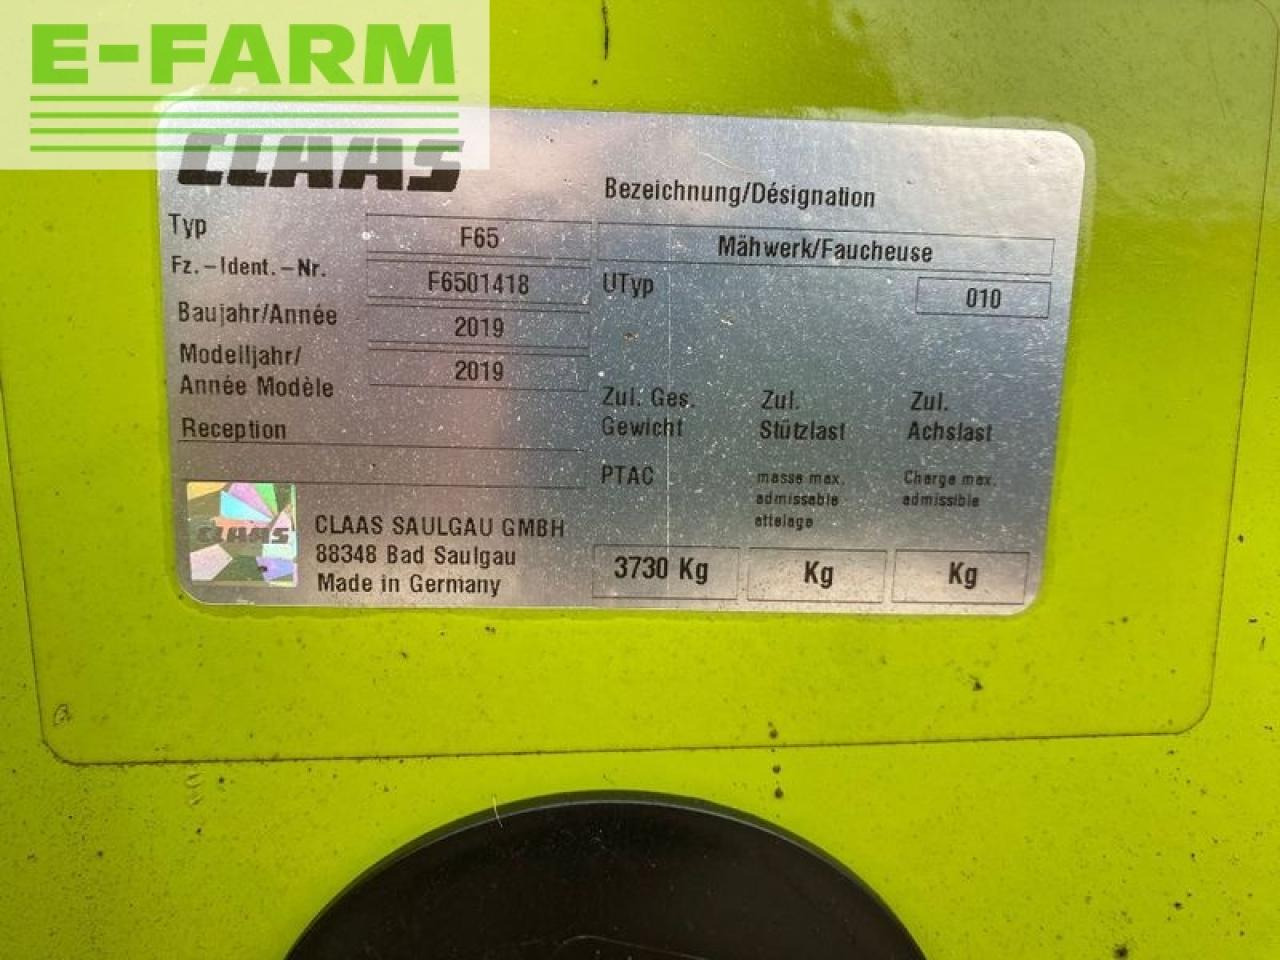 E-FARM
CLAAS
Bezeichnung/Désignation
Typ F65
Mähwerk/Faucheuse
Fz.-Ident.-Nr. F6501418
UTyp 010
Baujahr/Année 2019
Modelljahr/
Année Modèle 2019
Reception
Zul. Ges.
Gewicht
PTAC
3730 Kg
Zul.
Stützlast
masse max.
admissable
attelage
Kg
Zul.
Achslast
Charge max.
admissible
Kg
CLAAS
CLAAS SAULGAU GMBH
88348 Bad Saulgau
Made in Germany